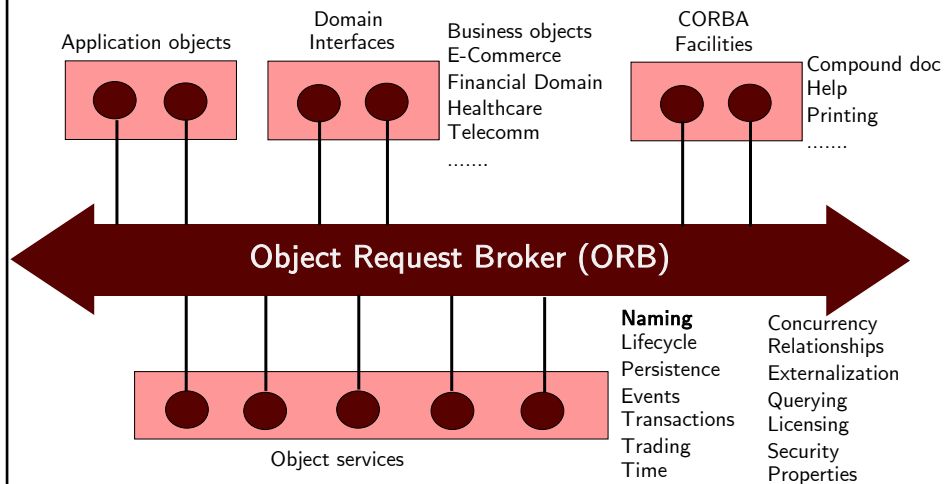 Application objects
Domain
Interfaces
Business objects
E-Commerce
Financial Domain
Healthcare
Telecomm
.......
CORBA
Facilities
Compound doc
Help
Printing
.......
Object Request Broker (ORB)
Naming
Lifecycle
Persistence
Events
Transactions
Trading
Time
Concurrency
Relationships
Externalization
Querying
Licensing
Security
Properties
Object services